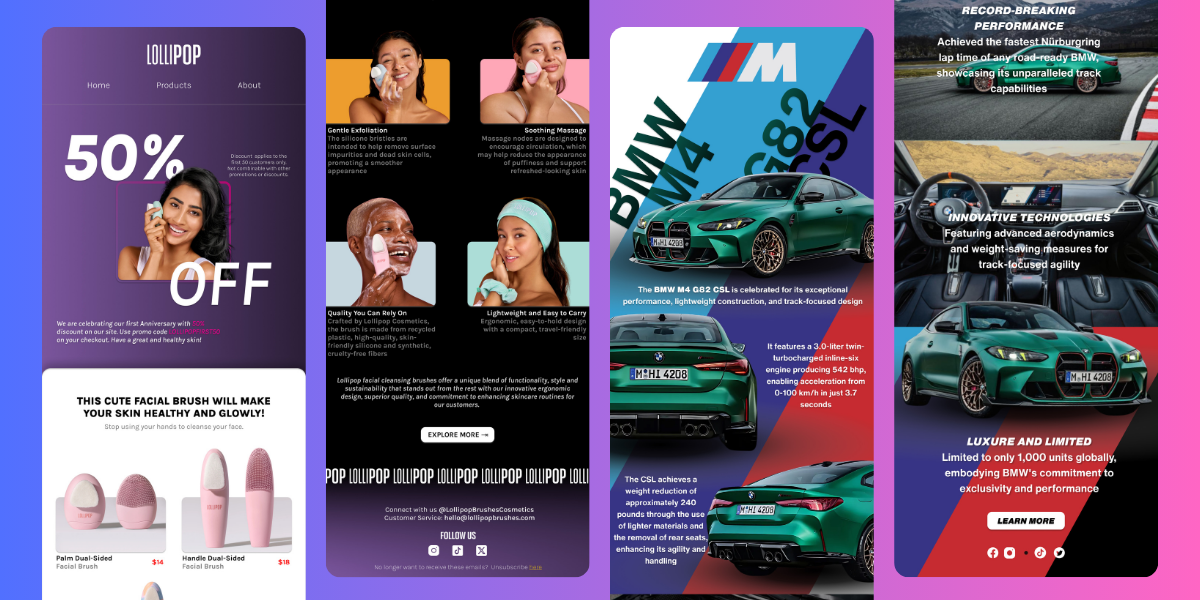 LOLLIPOP
Home
Products
About
50%
Discount applies to the
first 50 customers only.
Not combinable with other
promotions or discounts.
OFF
We are celebrating our first Anniversary with
discount on our site. Use promo code
on your checkout. Have a great and healthy skin!
THIS CUTE FACIAL BRUSH WILL MAKE
YOUR SKIN HEALTHY AND GLOWLY!
Stop using your hands to cleanse your face.
Palm Dual-Sided
Facial Brush
$14
Handle Dual-Sided
Facial Brush
$18
Gentle Exfoliation
The silicone bristles are
intended to help remove surface
impurities and dead skin cells,
promoting a smoother
appearance
Soothing Massage
Massage nodes are designed to
encourage circulation, which
may help reduce the appearance
of puffiness and support
refreshed-looking skin
Quality You Can Rely On
Crafted by Lollipop Cosmetics,
the brush is made from recycled
plastic, high-quality, skin-
friendly silicone and synthetic,
cruelty-free fibers
Lightweight and Easy to Carry
Ergonomic, easy-to-hold design
with a compact, travel-friendly
size
Lollipop facial cleansing brushes offer a unique blend of functionality, style and
sustainability that stands out from the rest with our innovative ergonomic
design, superior quality, and commitment to enhancing skincare routines for
our customers.
EXPLORE MORE →
POP LOLLIPOP LOLLIPOP LOLLIPOP LOLLIPOP LOLLIPOP LOLLI
Connect with us @LollipopBrushesCosmetics
Customer Service: hello@lollipopbrushes.com
FOLLOW US
No longer want to receive these emails? Unsubscribe here
M
BMW
M4
G82
CSL
M·HI 4208
The BMW M4 G82 CSL is celebrated for its exceptional
performance, lightweight construction, and track-focused design
M·HI 4208
It features a 3.0-liter twin-
turbocharged inline-six
engine producing 542 bhp,
enabling acceleration from
0-100 km/h in just 3.7
seconds
The CSL achieves a
weight reduction of
approximately 240
pounds through the use
of lighter materials and
the removal of rear seats,
enhancing its agility and
handling
M·HI 4208
RECORD-BREAKING
PERFORMANCE
Achieved the fastest Nürburgring
lap time of any road-ready BMW,
showcasing its unparalleled track
capabilities
INNOVATIVE TECHNOLOGIES
Featuring advanced aerodynamics
and weight-saving measures for
track-focused agility
M·HI 4208
LUXURE AND LIMITED
Limited to only 1,000 units globally,
embodying BMW's commitment to
exclusivity and performance
LEARN MORE